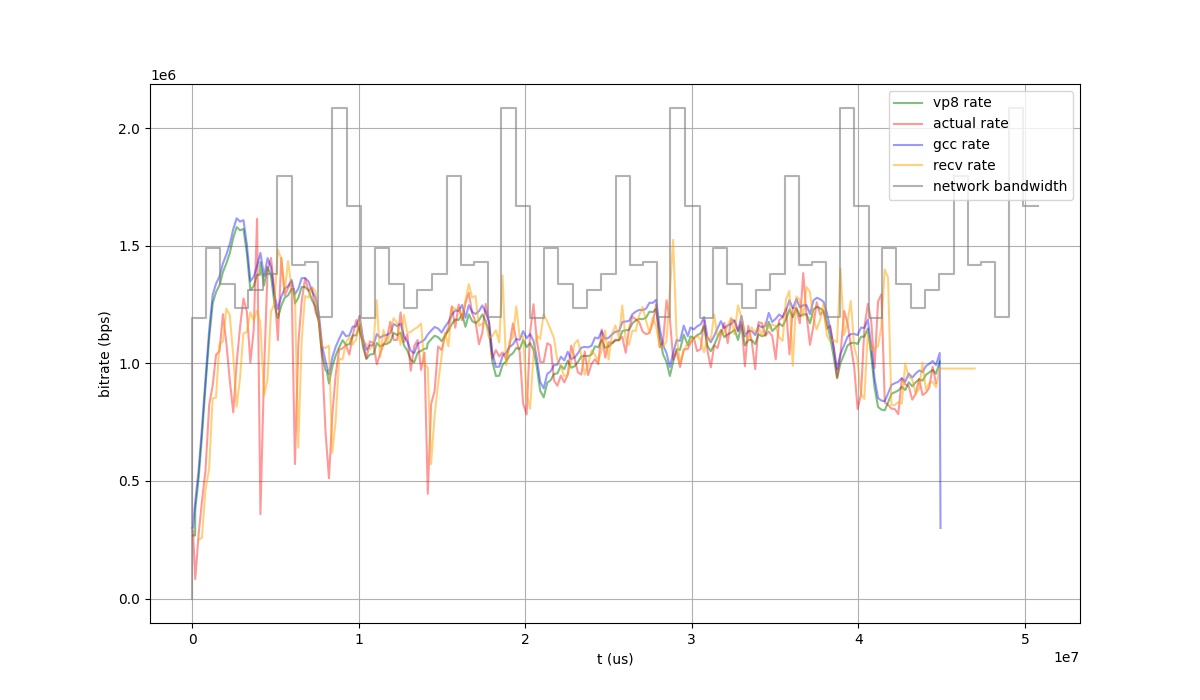 1e6
bitrate (bps)
2.0
1.5
1.0
0.5
0.0
vp8 rate
actual rate
gcc rate
recv rate
network bandwidth
0 1 2 3 4 5
t (us)
1e7